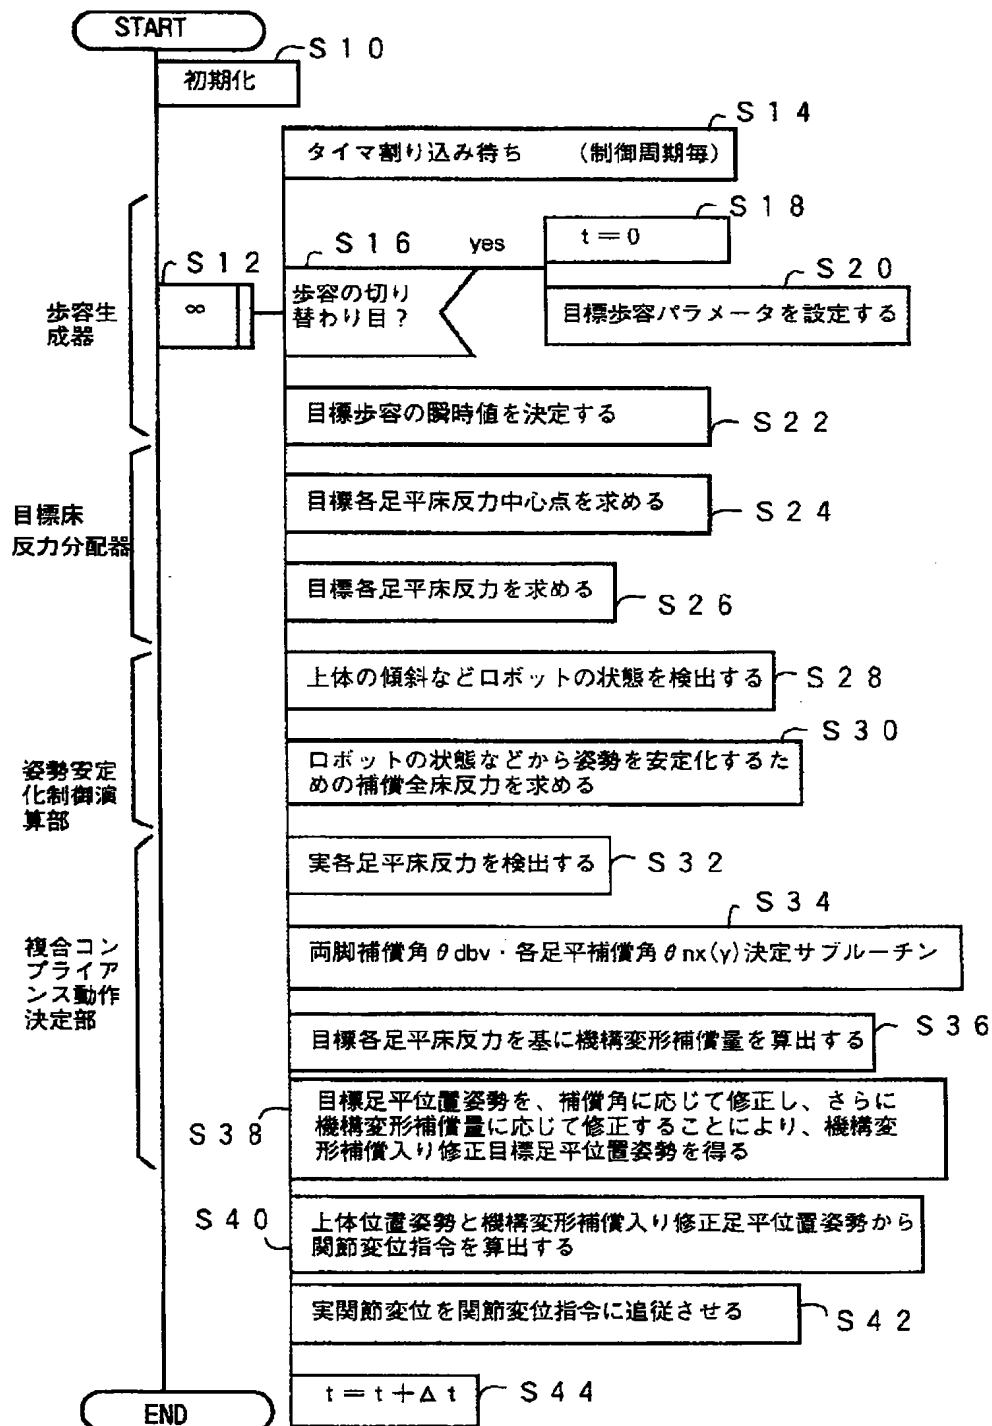 START
S10
初期化
S14
タイマ割り込み待ち　(制御周期毎)
S18
t＝0
S16
yes
S12
∞
歩容の切り
替わり目？
S20
目標歩容パラメータを設定する
歩容生
成器
目標歩容の瞬時値を決定する
S22
目標各足平床反力中心点を求める
S24
目標床
反力分配器
目標各足平床反力を求める
S26
上体の傾斜などロボットの状態を検出する
S28
S30
ロボットの状態などから姿勢を安定化するた
めの補償全床反力を求める
姿勢安定
化制御演
算部
実各足平床反力を検出する
S32
S34
両脚補償角θdbv・各足平補償角θnx(y)決定サブルーチン
複合コン
プライア
ンス動作
決定部
S36
目標各足平床反力を基に機構変形補償量を算出する
目標足平位置姿勢を、補償角に応じて修正し、さらに
機構変形補償量に応じて修正することにより、機構変
形補償入り修正目標足平位置姿勢を得る
S38
S40
上体位置姿勢と機構変形補償入り修正足平位置姿勢から
関節変位指令を算出する
実関節変位を関節変位指令に追従させる
S42
t＝t＋Δt
S44
END